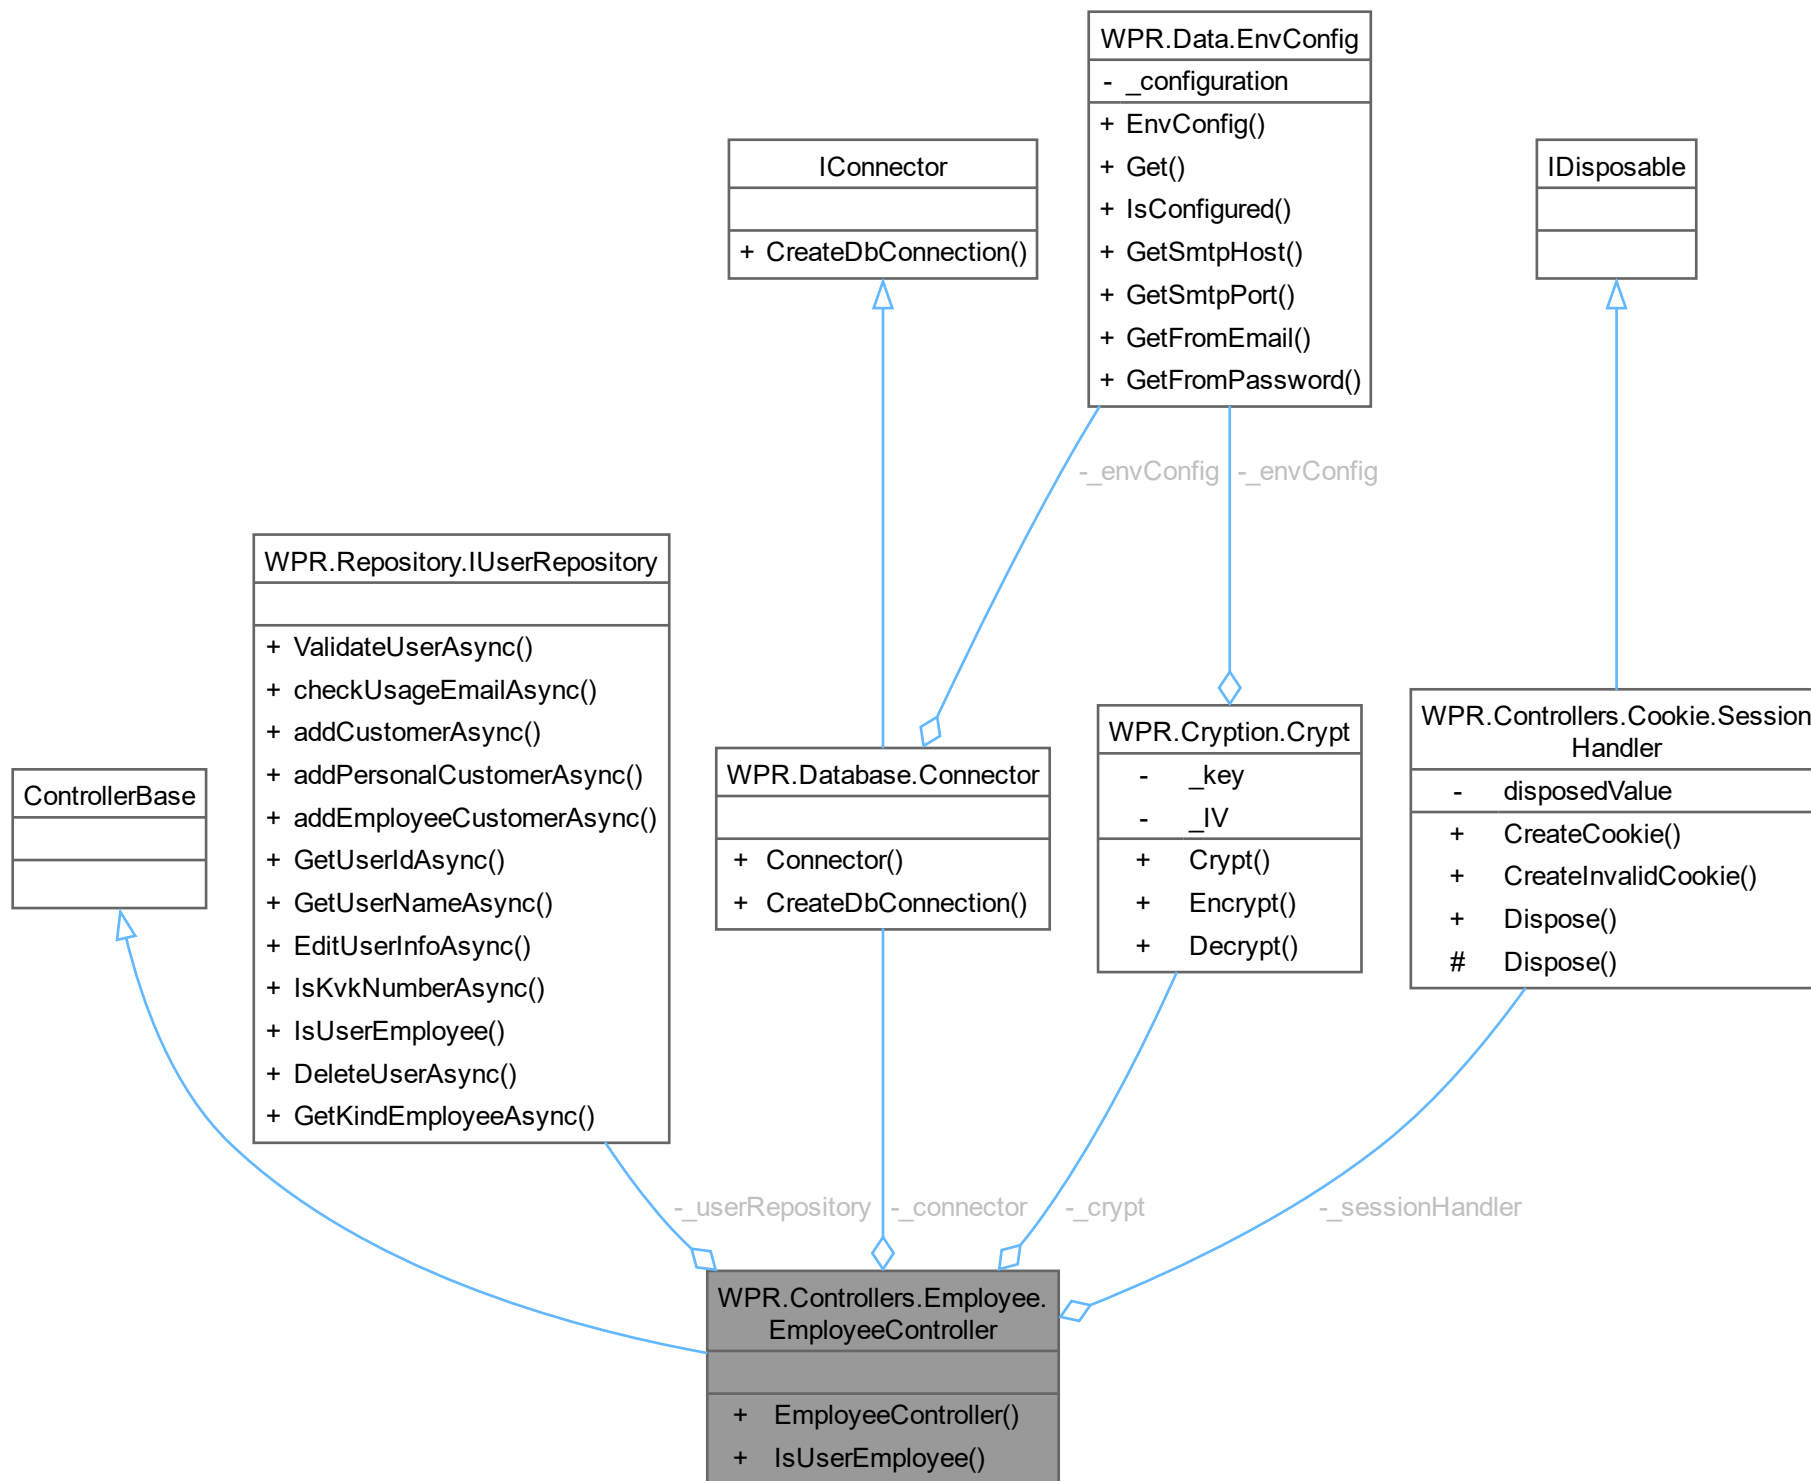 WPR.Data.EnvConfig
- _configuration
+ EnvConfig()
+ Get()
+ IsConfigured()
+ GetSmtpHost()
+ GetSmtpPort()
+ GetFromEmail()
+ GetFromPassword()
IConnector
+ CreateDbConnection()
IDisposable
-_envConfig
-_envConfig
WPR.Repository.IUserRepository
+ ValidateUserAsync()
+ checkUsageEmailAsync()
+ addCustomerAsync()
+ addPersonalCustomerAsync()
+ addEmployeeCustomerAsync()
+ GetUserIdAsync()
+ GetUserNameAsync()
+ EditUserInfoAsync()
+ IsKvkNumberAsync()
+ IsUserEmployee()
+ DeleteUserAsync()
+ GetKindEmployeeAsync()
ControllerBase
WPR.Database.Connector
+ Connector()
+ CreateDbConnection()
WPR.Cryption.Crypt
- _key
- _IV
+ Crypt()
+ Encrypt()
+ Decrypt()
WPR.Controllers.Cookie.Session
Handler
- disposedValue
+ CreateCookie()
+ CreateInvalidCookie()
+ Dispose()
# Dispose()
-_userRepository
-_connector
-_crypt
-_sessionHandler
WPR.Controllers.Employee.
EmployeeController
+ EmployeeController()
+ IsUserEmployee()